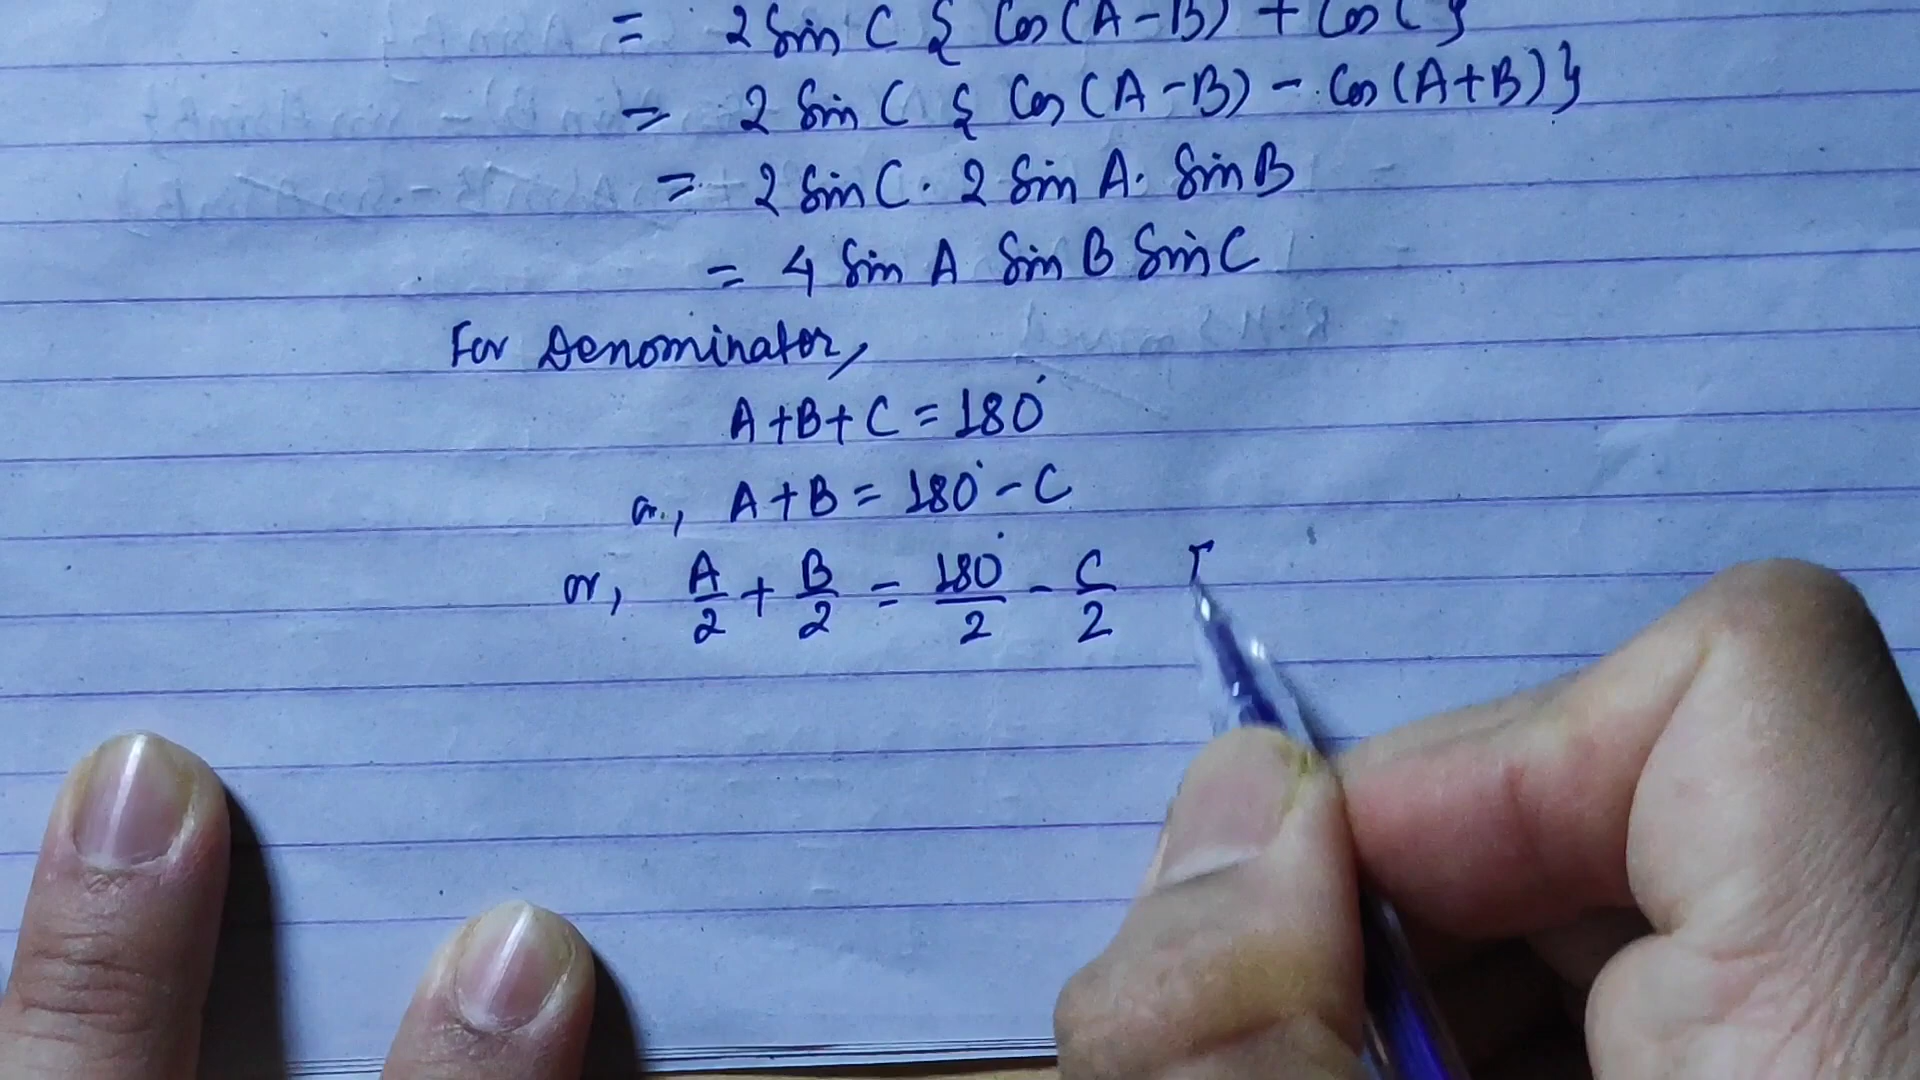 = 2 Sin C { Cos (A-B) + Cos C }
= 2 Sin C { Cos (A-B) - Cos (A+B) }
= 2 Sin C . 2 Sin A . Sin B
= 4 Sin A Sin B Sin C
For Denominator,
A+B+C = 180°
or, A+B = 180° - C
or, A/2 + B/2 = 180°/2 - C/2 [